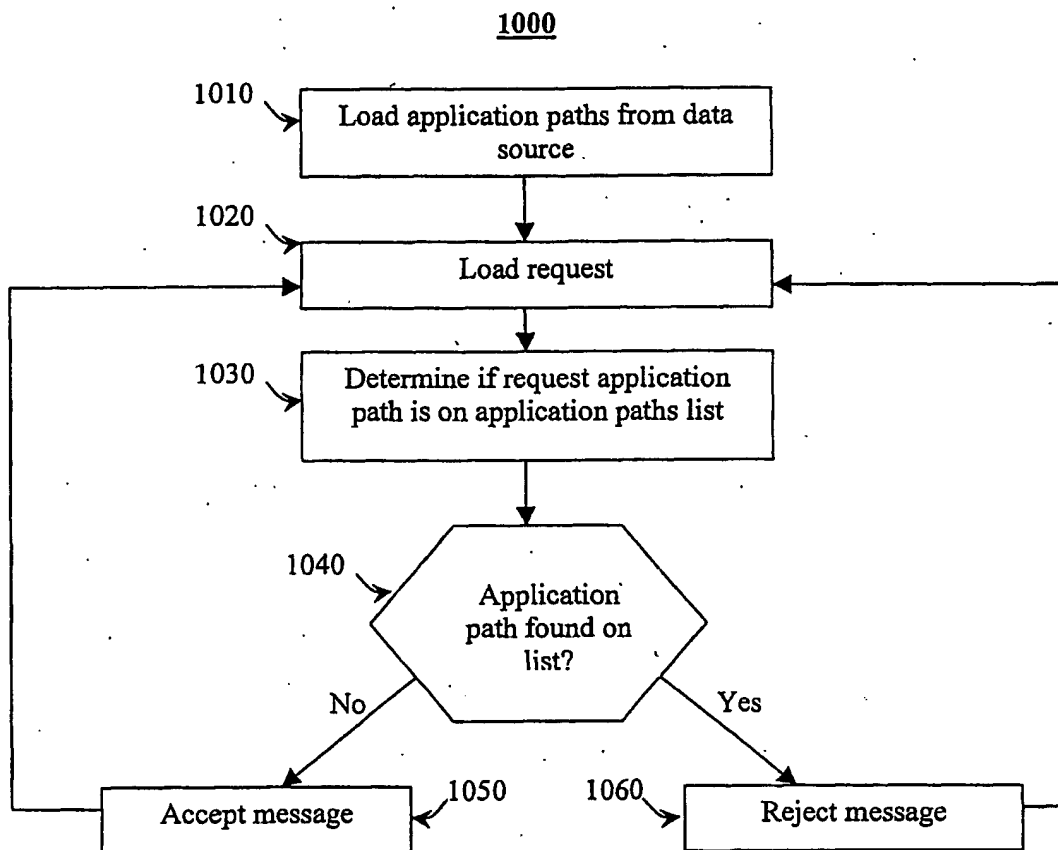 1000
1010
Load application paths from data
source
1020
Load request
1030
Determine if request application
path is on application paths list
1040
Application
path found on
list?
No
Yes
Accept message
1050
1060
Reject message